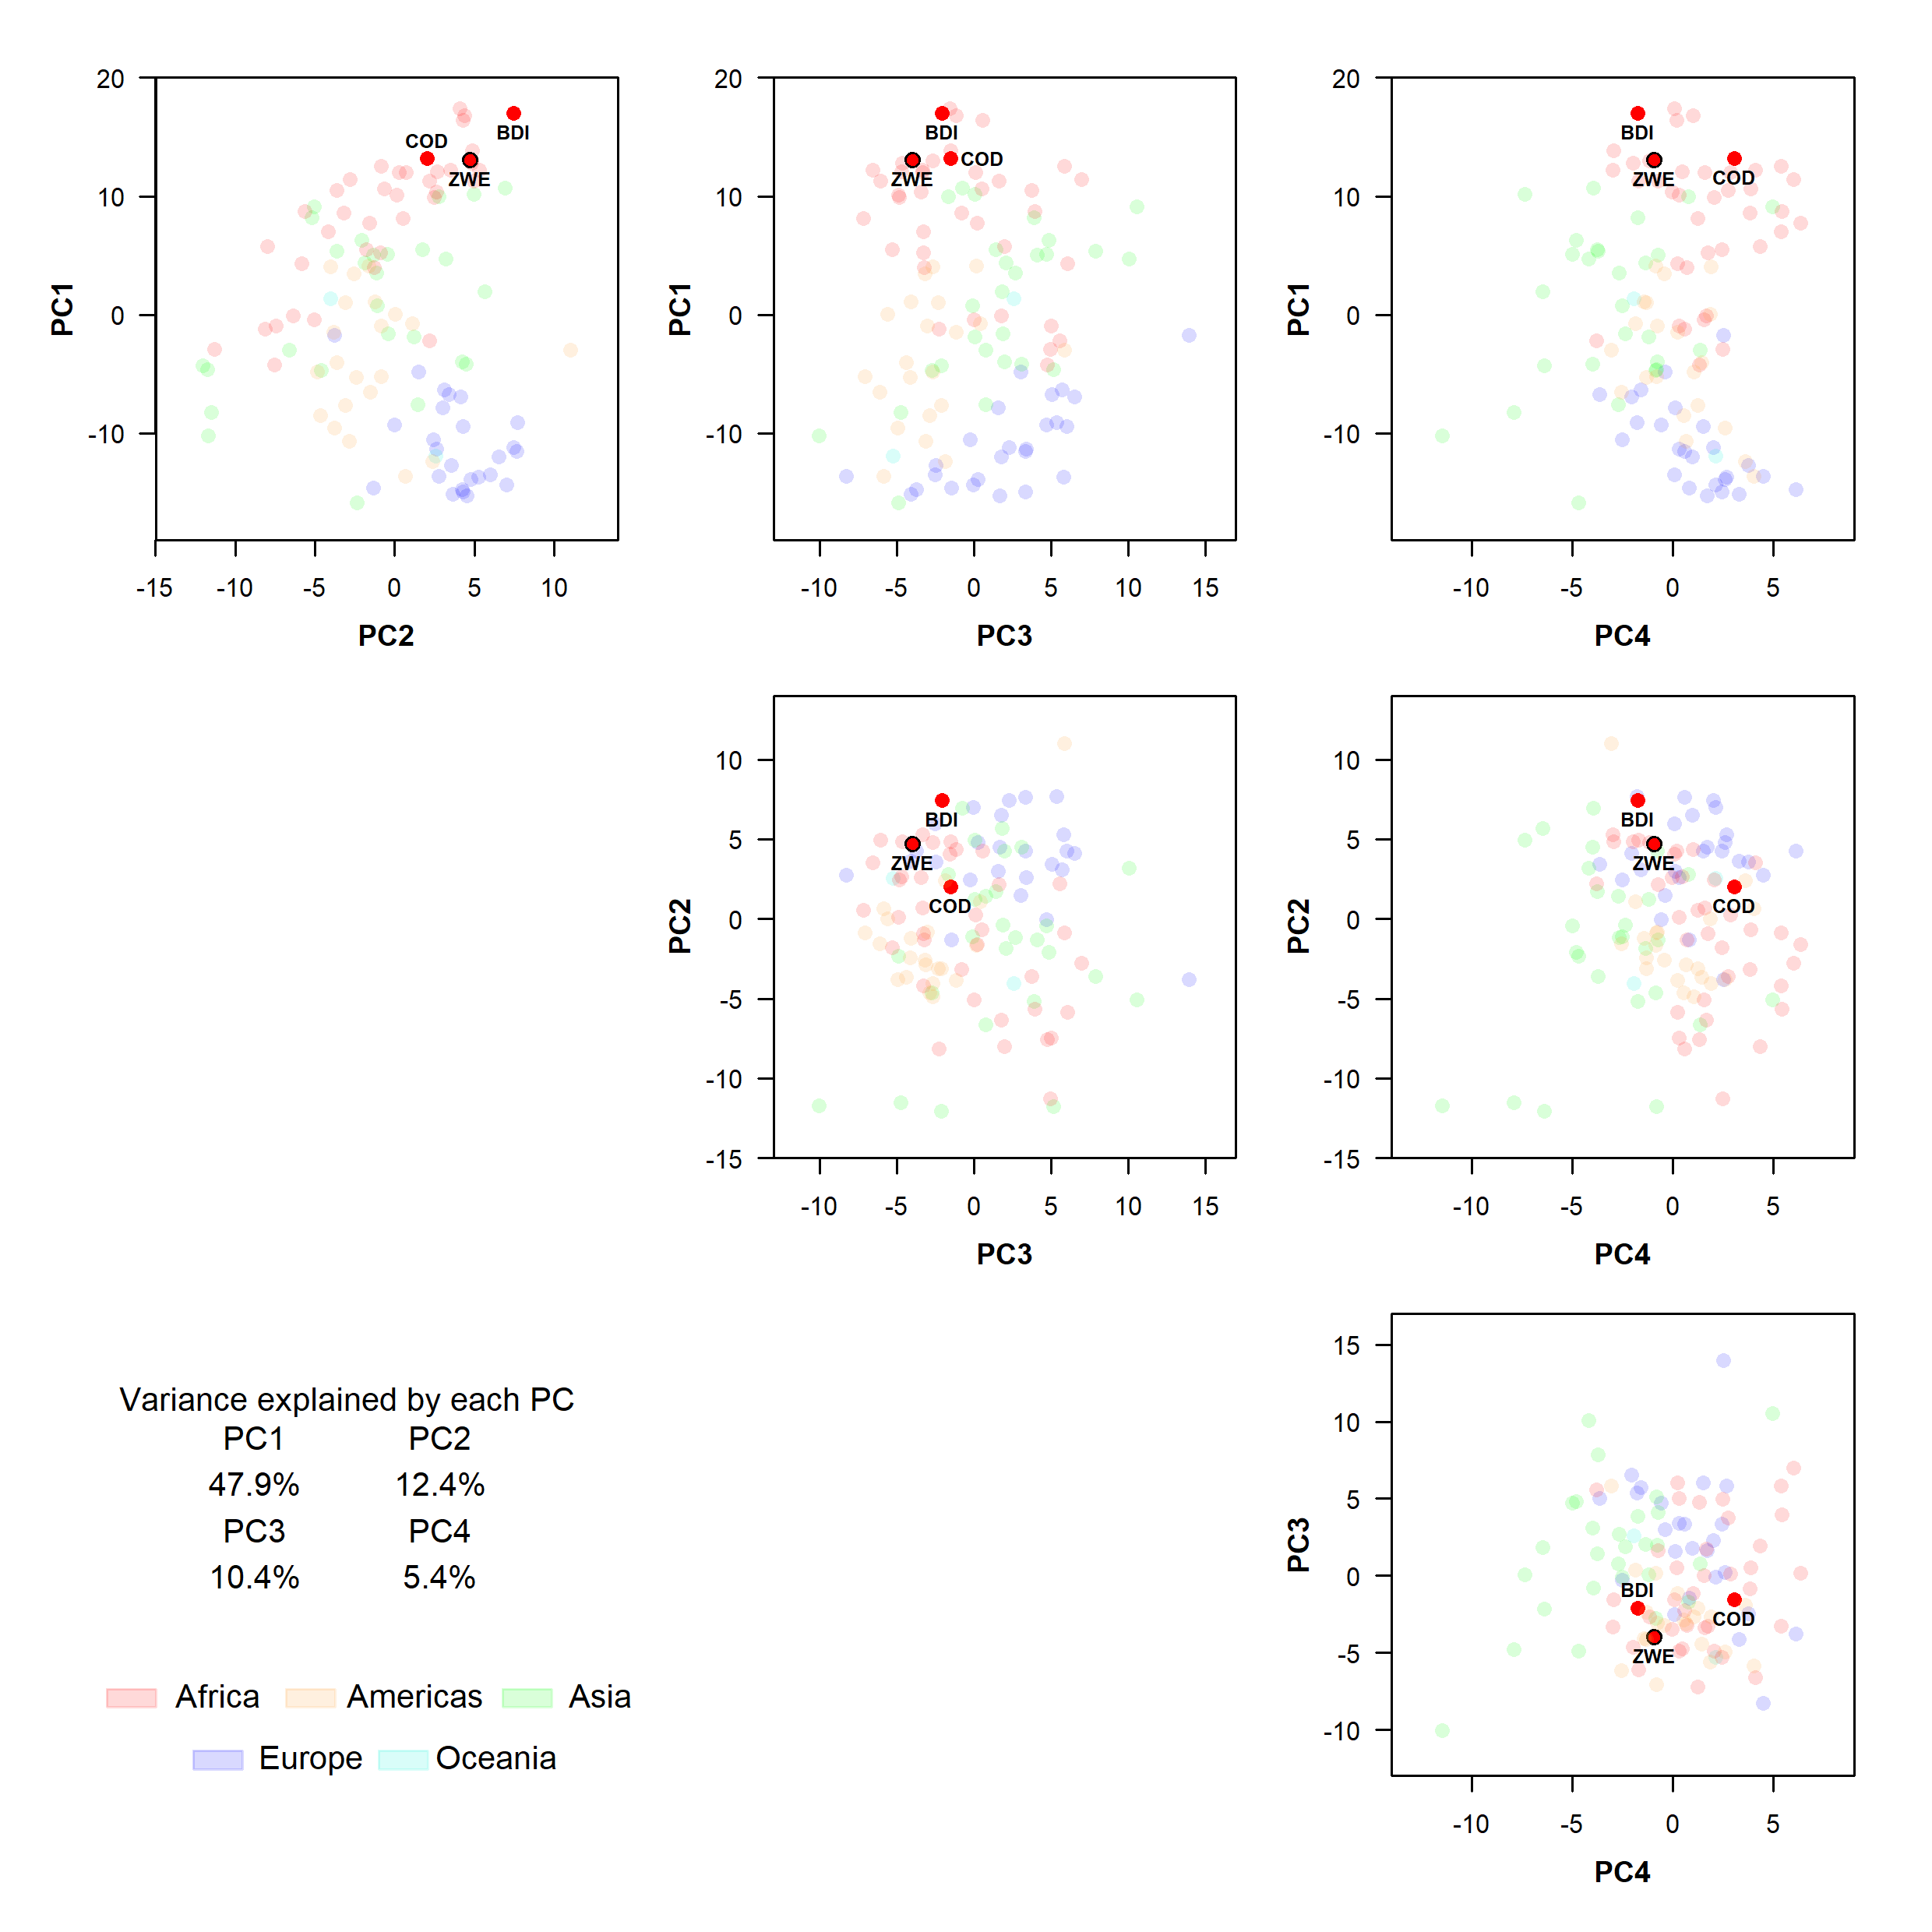 20
10
0
-10
PC1
COD
BDI
ZWE
-15 -10 -5 0 5 10
PC2
20
10
0
-10
PC1
BDI
COD
ZWE
-10 -5 0 5 10 15
PC3
20
10
0
-10
PC1
BDI
ZWE
COD
-10 -5 0 5
PC4
10
5
0
-5
-10
-15
PC2
BDI
ZWE
COD
-10 -5 0 5 10 15
PC3
10
5
0
-5
-10
-15
PC2
BDI
ZWE
COD
-10 -5 0 5
PC4
15
10
5
0
-5
-10
PC3
BDI
COD
ZWE
-10 -5 0 5
PC4
Variance explained by each PC
PC1 PC2
47.9% 12.4%
PC3 PC4
10.4% 5.4%
Africa Americas Asia
Europe Oceania